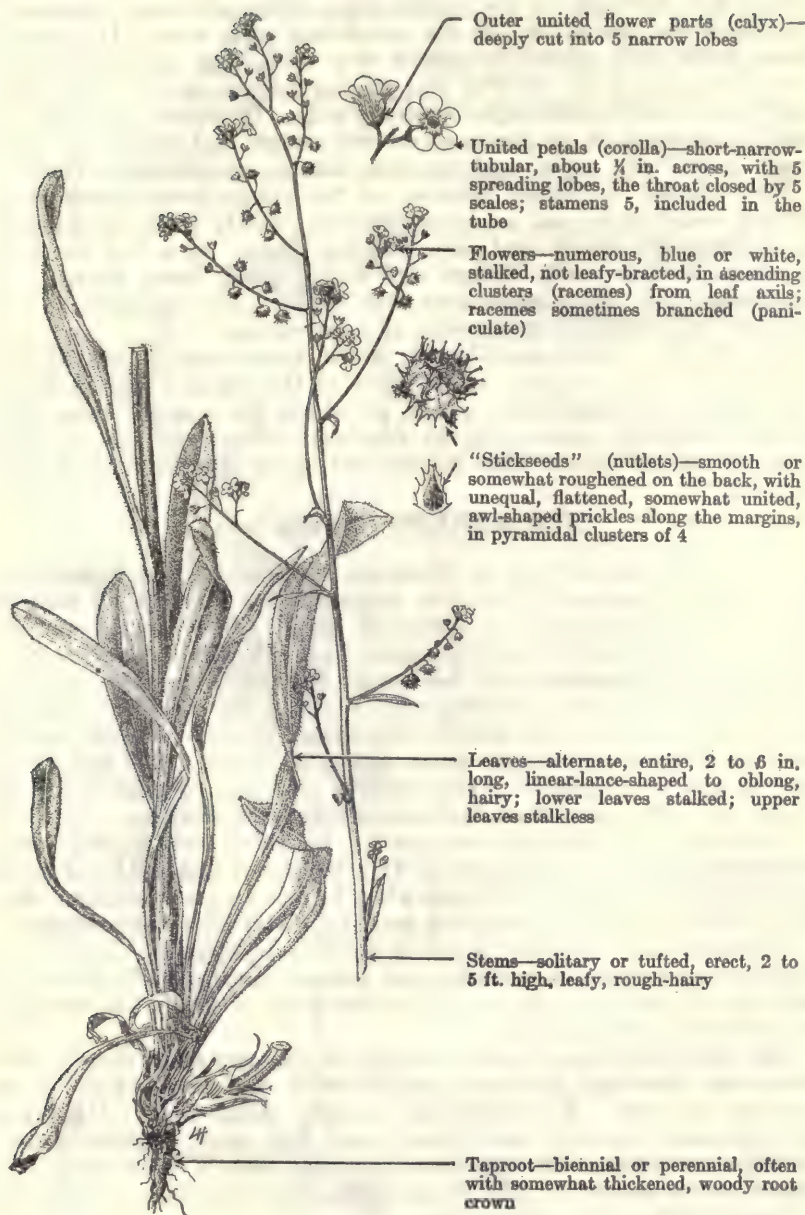 Outer united flower parts (calyx)—
deeply cut into 5 narrow lobes
United petals (corolla)—short-narrow-
tubular, about ¼ in. across, with 5
spreading lobes, the throat closed by 5
scales; stamens 5, included in the
tube
Flowers—numerous, blue or white,
stalked, not leafy-bracted, in ascending
clusters (racemes) from leaf axils;
racemes sometimes branched (pani-
culate)
"Stickseeds" (nutlets)—smooth or
somewhat roughened on the back, with
unequal, flattened, somewhat united,
awl-shaped prickles along the margins,
in pyramidal clusters of 4
Leaves—alternate, entire, 2 to 6 in.
long, linear-lance-shaped to oblong,
hairy; lower leaves stalked; upper
leaves stalkless
Stems—solitary or tufted, erect, 2 to
5 ft. high, leafy, rough-hairy
LH
Taproot—biennial or perennial, often
with somewhat thickened, woody root
crown